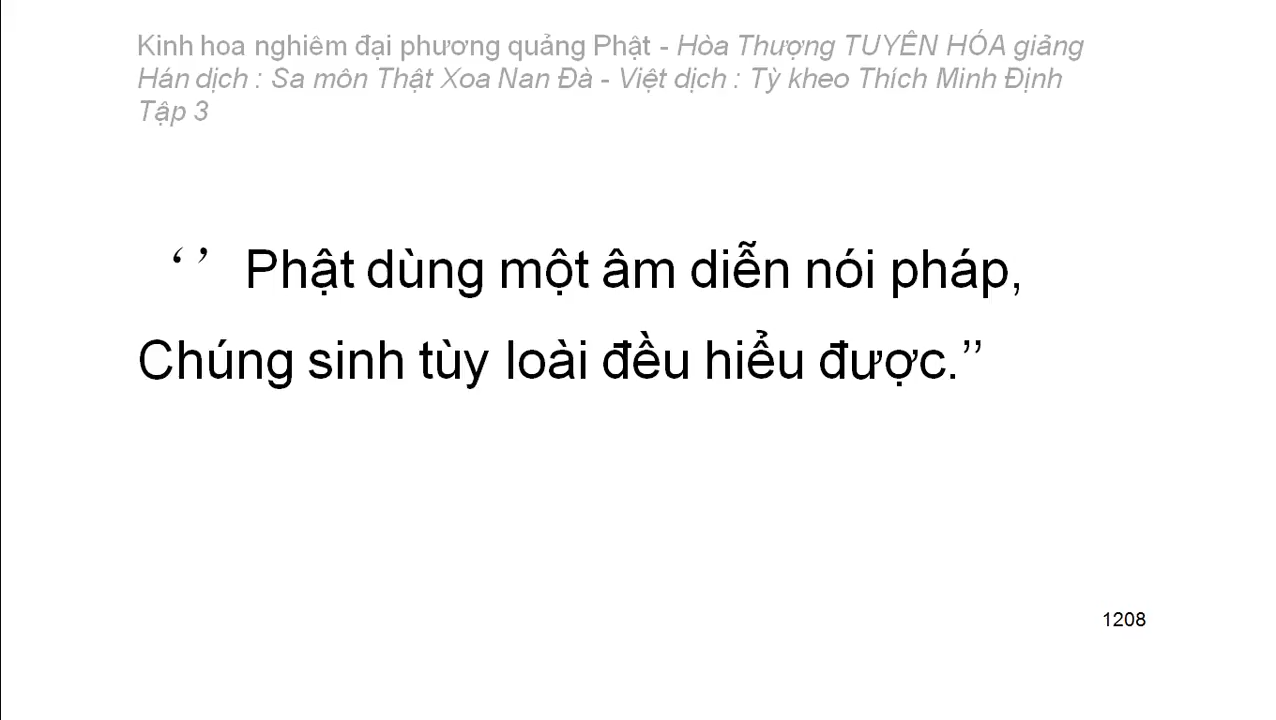 Kinh hoa nghiêm đại phương quảng Phật - Hòa Thượng TUYÊN HÓA giảng
Hán dịch : Sa môn Thật Xoa Nan Đà - Việt dịch : Tỳ kheo Thích Minh Định
Tập 3
‘’ Phật dùng một âm diễn nói pháp,
Chúng sinh tùy loài đều hiểu được.’’
1208